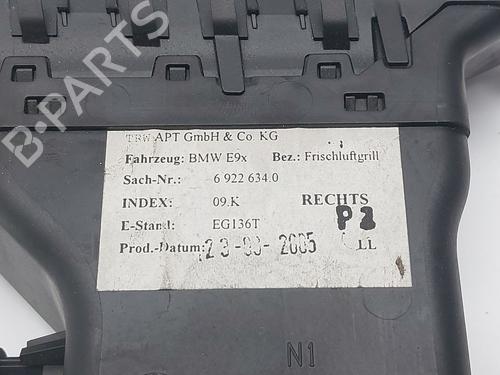 B-PARTS
TRW APT GmbH & Co. KG
Fahrzeug: BMW E9x Bez.: Frischluftgrill
Sach-Nr.: 6 922 634.0
INDEX: 09.K RECHTS
E-Stand: EG136T
Prod.-Datum: 23-03-2005
N1